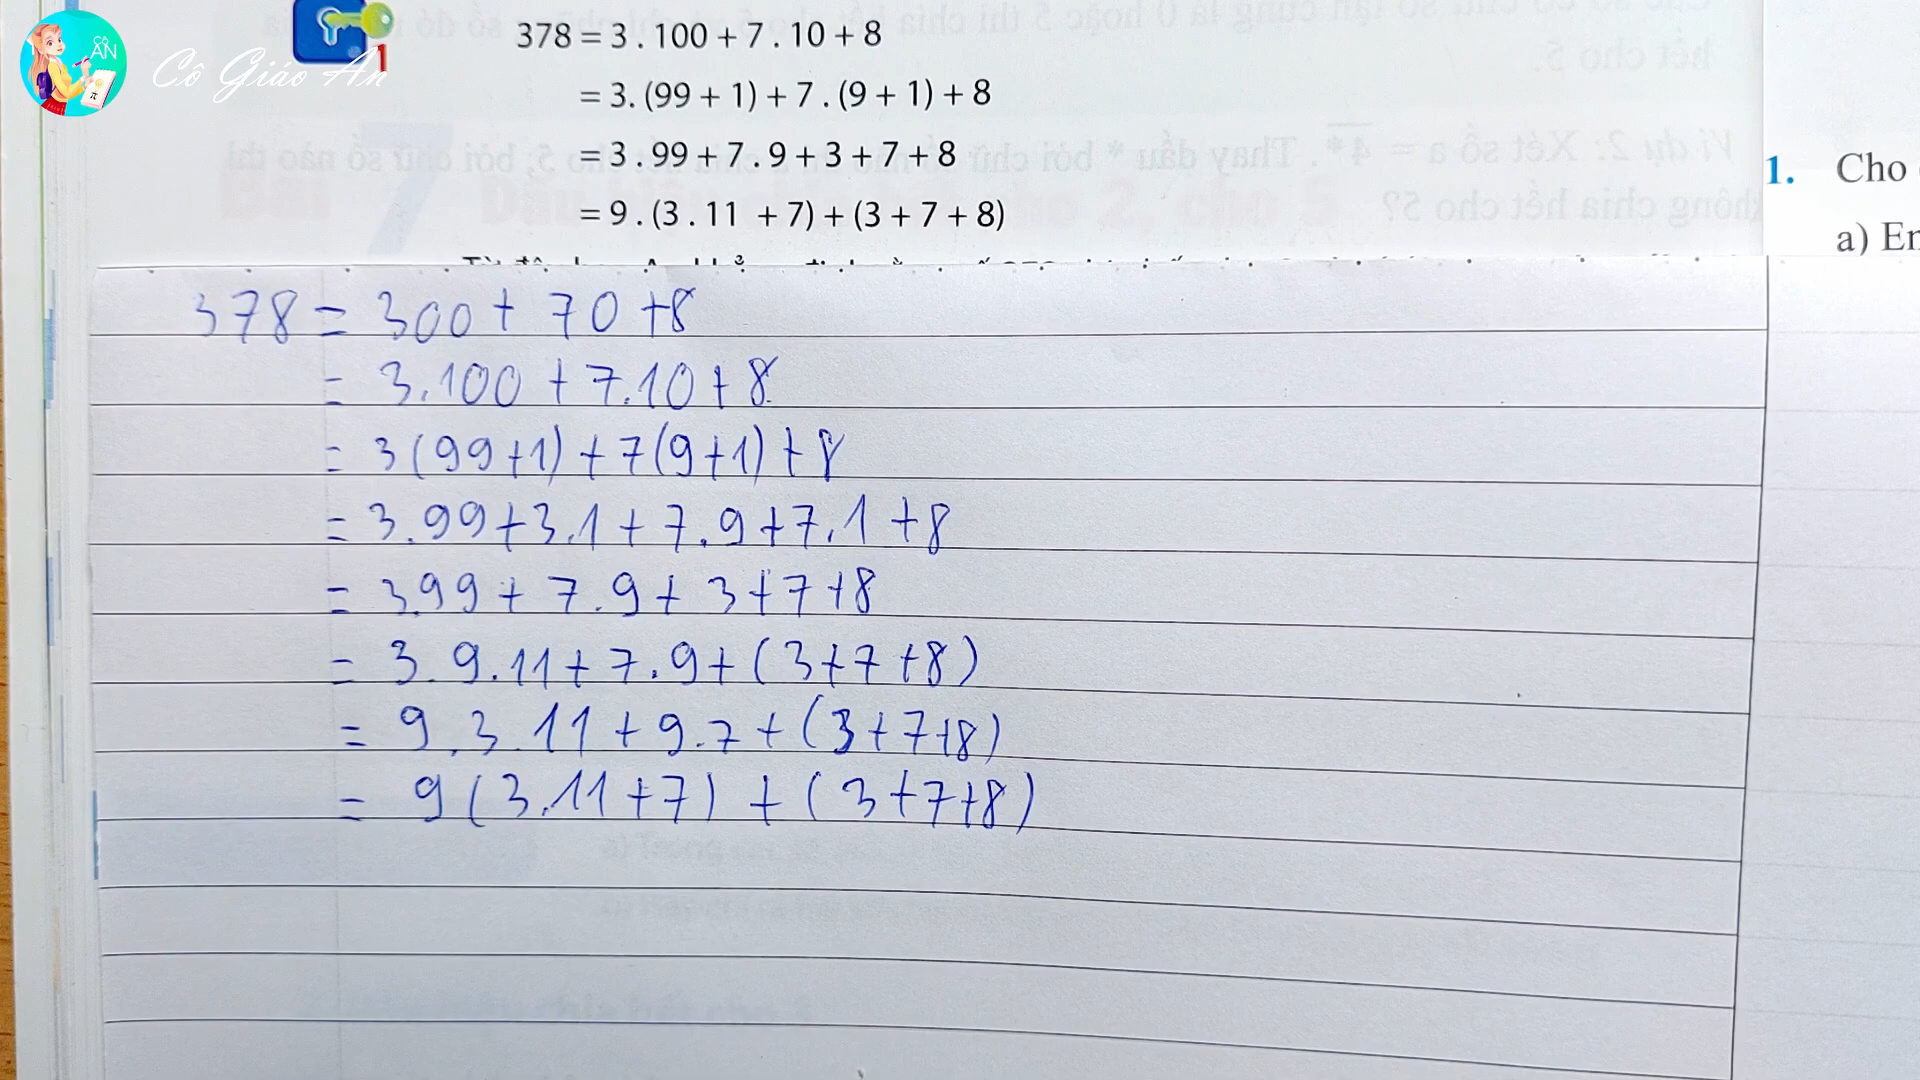 CÔ
ÂN
Cô Giáo Ân
1
378 = 3 . 100 + 7 . 10 + 8
= 3. (99 + 1) + 7 . (9 + 1) + 8
= 3 . 99 + 7 . 9 + 3 + 7 + 8
= 9 . (3 . 11 + 7) + (3 + 7 + 8)
1. Cho
a) Em
378 = 300 + 70 + 8
= 3.100 + 7.10 + 8
= 3(99+1) + 7(9+1) + 8
= 3.99 + 3.1 + 7.9 + 7.1 + 8
= 3.99 + 7.9 + 3+7+8
= 3.9.11 + 7.9 + (3+7+8)
= 9.3.11 + 9.7 + (3+7+8)
= 9(3.11+7) + (3+7+8)